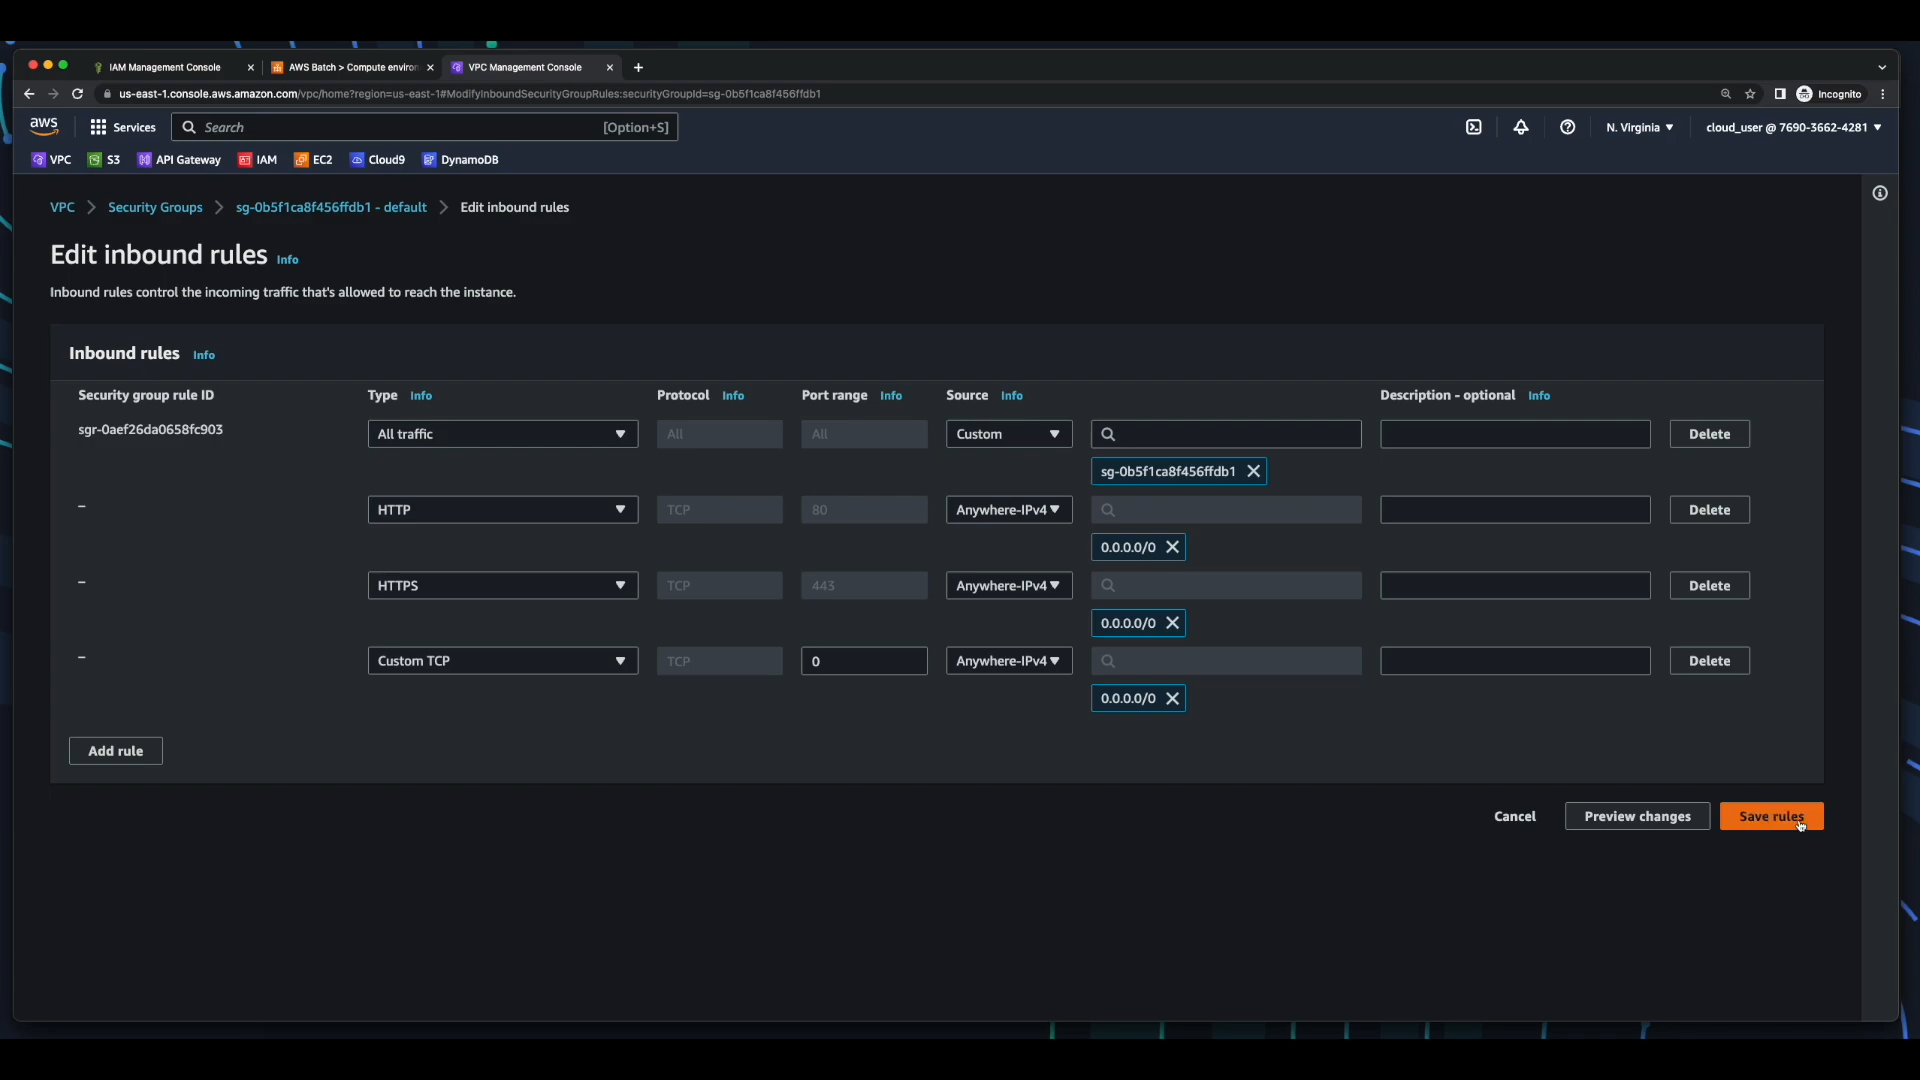 IAM Management Console
AWS Batch > Compute environ
VPC Management Console
us-east-1.console.aws.amazon.com/vpc/home?region=us-east-1#ModifyInboundSecurityGroupRules:securityGroupId=sg-0b5f1ca8f456ffdb1
Incognito
aws Services Search [Option+S] N. Virginia cloud_user @ 7690-3662-4281
VPC S3 API Gateway IAM EC2 Cloud9 DynamoDB
VPC > Security Groups > sg-0b5f1ca8f456ffdb1 - default > Edit inbound rules
Edit inbound rules Info
Inbound rules control the incoming traffic that's allowed to reach the instance.
Inbound rules Info
Security group rule ID Type Info Protocol Info Port range Info Source Info Description - optional Info
sgr-0aef26da0658fc903 All traffic All All Custom Delete
sg-0b5f1ca8f456ffdb1
– HTTP TCP 80 Anywhere-IPv4 Delete
0.0.0.0/0
– HTTPS TCP 443 Anywhere-IPv4 Delete
0.0.0.0/0
– Custom TCP TCP 0 Anywhere-IPv4 Delete
0.0.0.0/0
Add rule
Cancel Preview changes Save rules